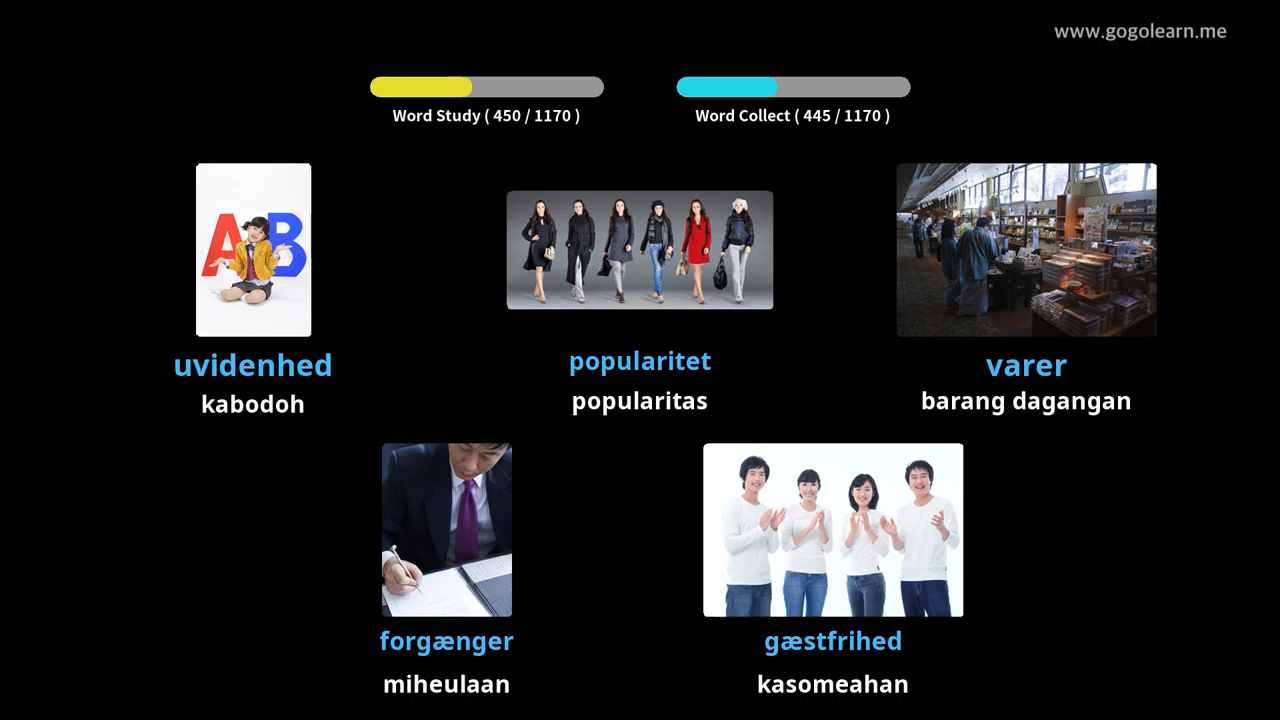 www.gogolearn.me
Word Study ( 450 / 1170 )
Word Collect ( 445 / 1170 )
AB
uvidenhed
popularitet
varer
kabodoh
popularitas
barang dagangan
forgænger
gæstfrihed
miheulaan
kasomeahan